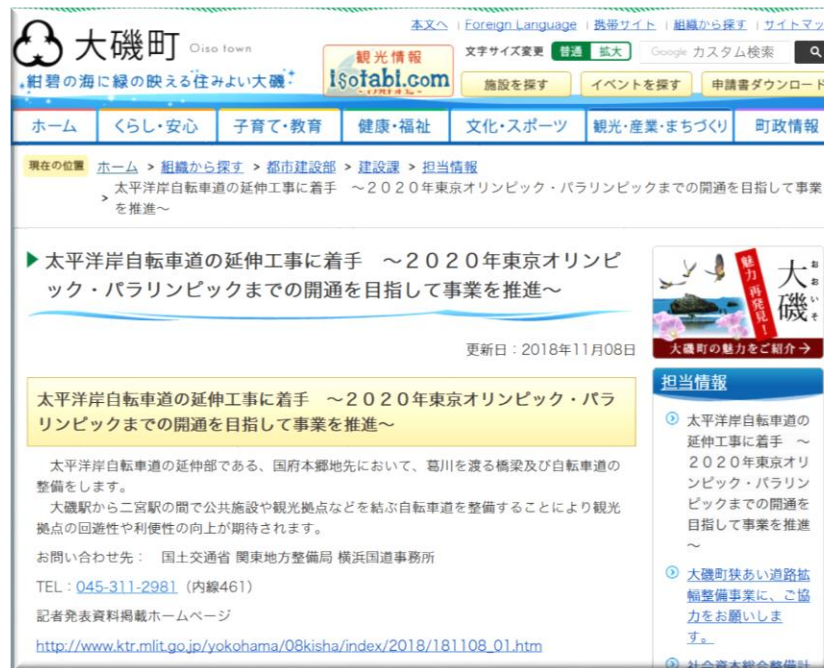 本文へ | Foreign Language | 携帯サイト | 組織から探す | サイトマッ
大磯町 Oiso town
紺碧の海に緑の映える住みよい大磯
観光情報
isotabi.com
文字サイズ変更 普通 拡大 Google カスタム検索
施設を探す イベントを探す 申請書ダウンロード
ホーム くらし・安心 子育て・教育 健康・福祉 文化・スポーツ 観光・産業・まちづくり 町政情報
現在の位置 ホーム > 組織から探す > 都市建設部 > 建設課 > 担当情報
> 太平洋岸自転車道の延伸工事に着手 ~2020年東京オリンピック・パラリンピックまでの開通を目指して事業
を推進~
太平洋岸自転車道の延伸工事に着手 ~2020年東京オリンピ
ック・パラリンピックまでの開通を目指して事業を推進~
更新日:2018年11月08日
太平洋岸自転車道の延伸工事に着手 ~2020年東京オリンピック・パラ
リンピックまでの開通を目指して事業を推進~
太平洋岸自転車道の延伸部である、国府本郷地先において、葛川を渡る橋梁及び自転車道の
整備をします。
大磯駅から二宮駅の間で公共施設や観光拠点などを結ぶ自転車道を整備することにより観光
拠点の回遊性や利便性の向上が期待されます。
お問い合わせ先: 国土交通省 関東地方整備局 横浜国道事務所
TEL:045-311-2981(内線461)
記者発表資料掲載ホームページ
http://www.ktr.mlit.go.jp/yokohama/08kisha/index/2018/181108_01.htm
魅力再発見!
大磯
おおいそ
大磯町の魅力をご紹介→
担当情報
太平洋岸自転車道の
延伸工事に着手 ~
2020年東京オリ
ンピック・パラリン
ピックまでの開通を
目指して事業を推進
~
大磯町狭あい道路拡
幅整備事業に、ご協
力をお願いしま
す。
社会資本総合整備計